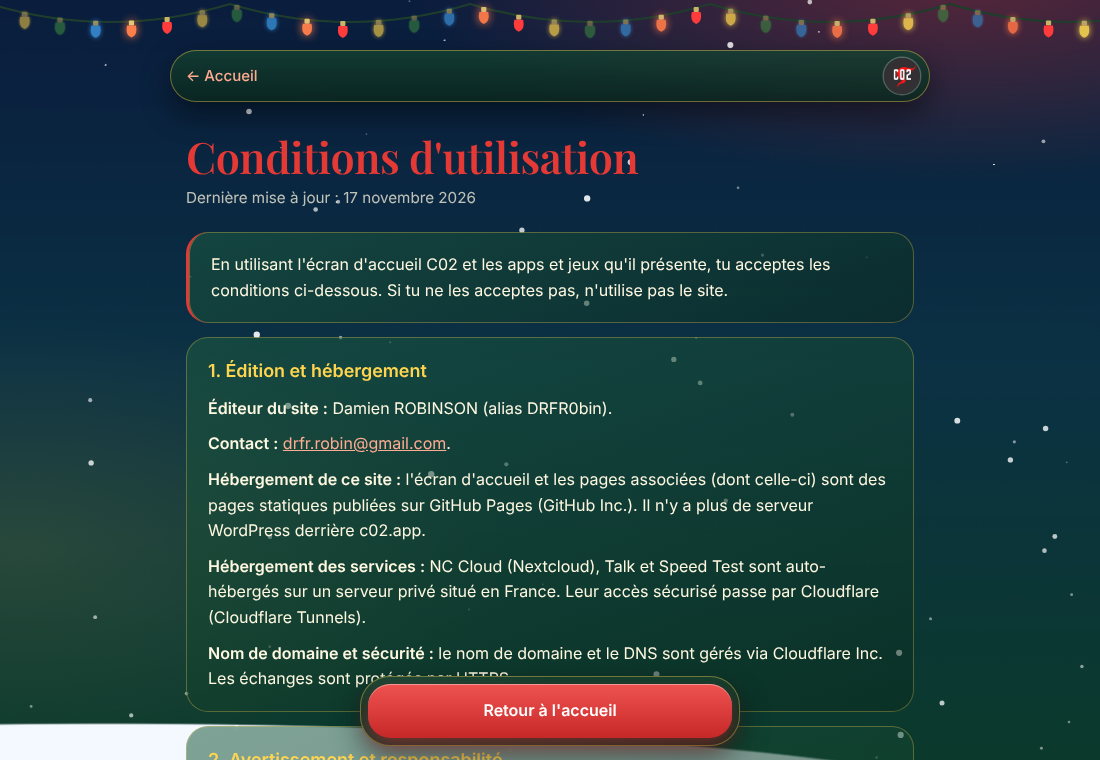 ← Accueil
C02
Conditions d'utilisation
Dernière mise à jour : 17 novembre 2026
En utilisant l'écran d'accueil C02 et les apps et jeux qu'il présente, tu acceptes les
conditions ci-dessous. Si tu ne les acceptes pas, n'utilise pas le site.
1. Édition et hébergement
Éditeur du site : Damien ROBINSON (alias DRFR0bin).
Contact : drfr.robin@gmail.com.
Hébergement de ce site : l'écran d'accueil et les pages associées (dont celle-ci) sont des
pages statiques publiées sur GitHub Pages (GitHub Inc.). Il n'y a plus de serveur
WordPress derrière c02.app.
Hébergement des services : NC Cloud (Nextcloud), Talk et Speed Test sont auto-
hébergés sur un serveur privé situé en France. Leur accès sécurisé passe par Cloudflare
(Cloudflare Tunnels).
Nom de domaine et sécurité : le nom de domaine et le DNS sont gérés via Cloudflare Inc.
Les échanges sont protégés par HTTPS.
Retour à l'accueil
2. Avertissement et responsabilité